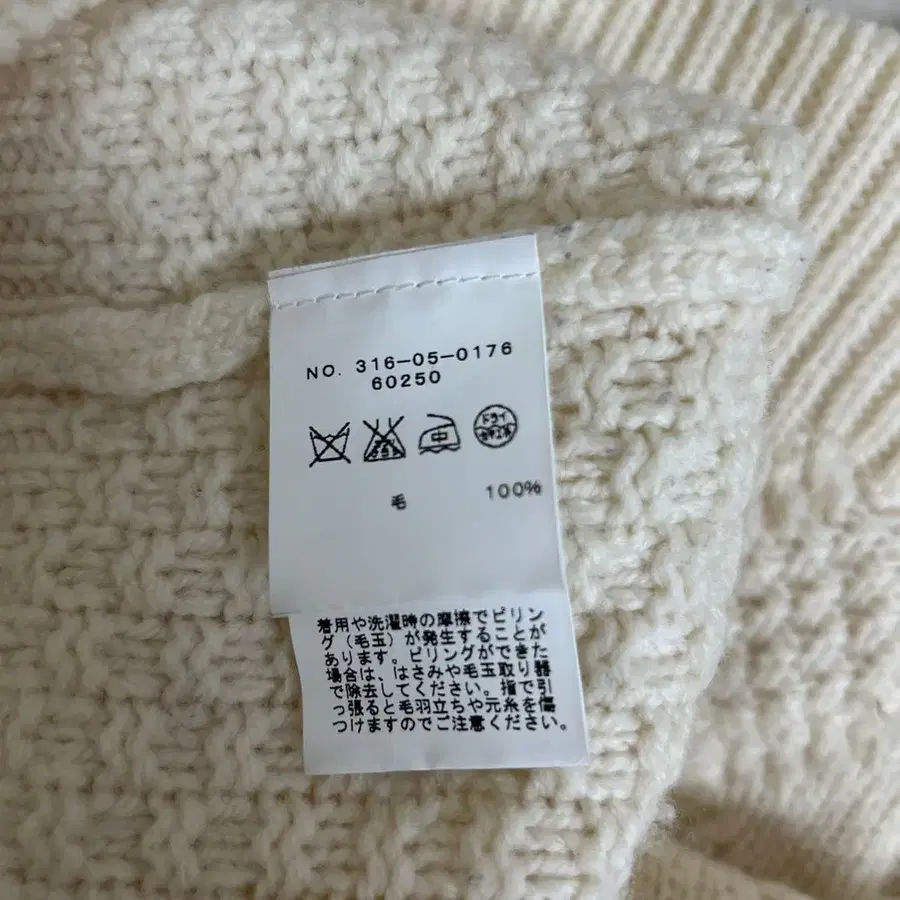 NO. 316-05-0176
60250
中
ドライ
毛 100%
着用や洗濯時の摩擦でピリン
グ（毛玉）が発生することが
あります。ピリングができた
場合は、はさみや毛玉取り器
で除去してください。指で引
っ張ると毛羽立ちや元糸を傷
つけますのでご注意ください。